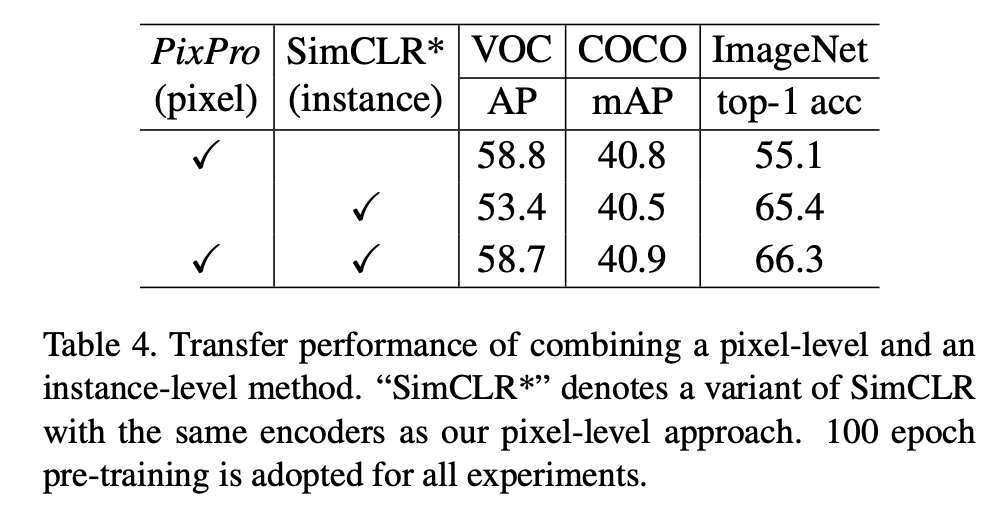 PixPro SimCLR* VOC COCO ImageNet
(pixel) (instance) AP mAP top-1 acc
✓ 58.8 40.8 55.1
✓ 53.4 40.5 65.4
✓ ✓ 58.7 40.9 66.3
Table 4. Transfer performance of combining a pixel-level and an
instance-level method. “SimCLR*” denotes a variant of SimCLR
with the same encoders as our pixel-level approach. 100 epoch
pre-training is adopted for all experiments.